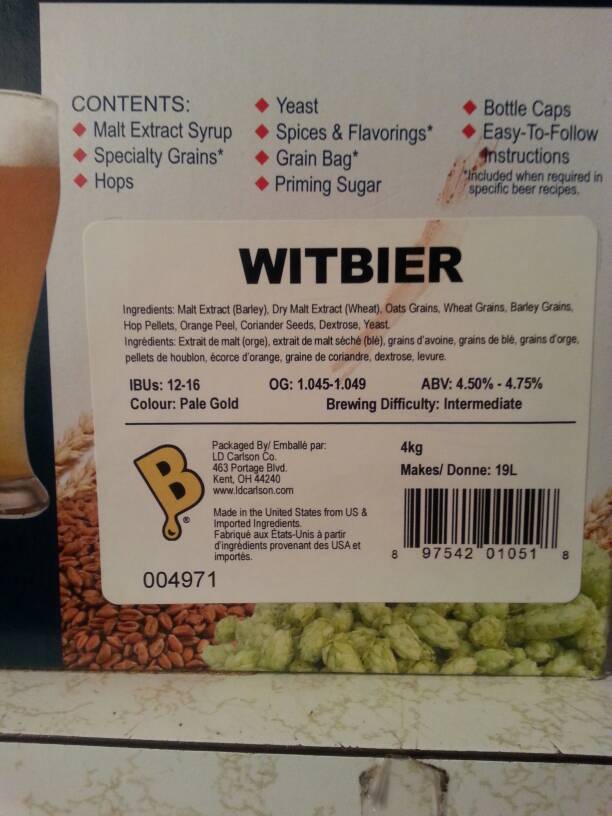 CONTENTS:
Malt Extract Syrup
Specialty Grains*
Hops
Yeast
Spices & Flavorings*
Grain Bag*
Priming Sugar
Bottle Caps
Easy-To-Follow
Instructions
*Included when required in
specific beer recipes.
WITBIER
Ingredients: Malt Extract (Barley), Dry Malt Extract (Wheat), Oats Grains, Wheat Grains, Barley Grains,
Hop Pellets, Orange Peel, Coriander Seeds, Dextrose, Yeast.
Ingrédients: Extrait de malt (orge), extrait de malt séché (blé), grains d'avoine, grains de blé, grains d'orge,
pellets de houblon, écorce d'orange, graine de coriandre, dextrose, levure.
IBUs: 12-16 OG: 1.045-1.049 ABV: 4.50% - 4.75%
Colour: Pale Gold Brewing Difficulty: Intermediate
B
®
Packaged By/ Emballé par:
LD Carlson Co.
463 Portage Blvd.
Kent, OH 44240
www.ldcarlson.com
Made in the United States from US &
Imported Ingredients.
Fabriqué aux États-Unis à partir
d'ingrédients provenant des USA et
importés.
004971
4kg
Makes/ Donne: 19L
8 97542 01051 8